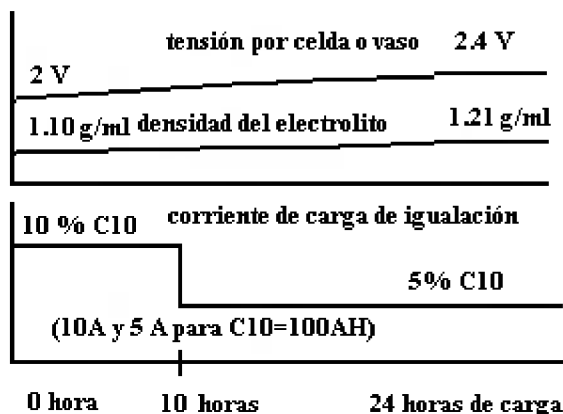 tensión por celda o vaso 2.4 V
2 V
1.10 g/ml densidad del electrolito 1.21 g/ml
corriente de carga de igualación
10 % C10
5% C10
(10A y 5 A para C10=100AH)
0 hora 10 horas 24 horas de carga